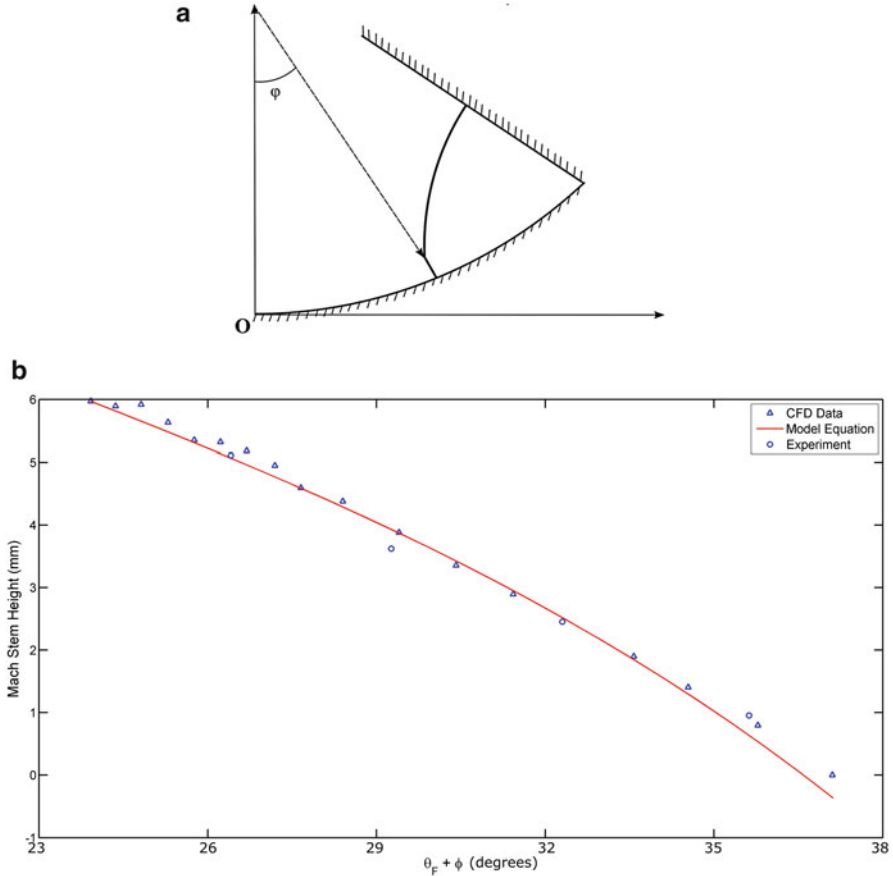 a
φ
O
b
6
5
4
3
2
1
0
-1
Mach Stem Height (mm)
CFD Data
Model Equation
Experiment
23
26
29
32
35
38
θF + ϕ (degrees)